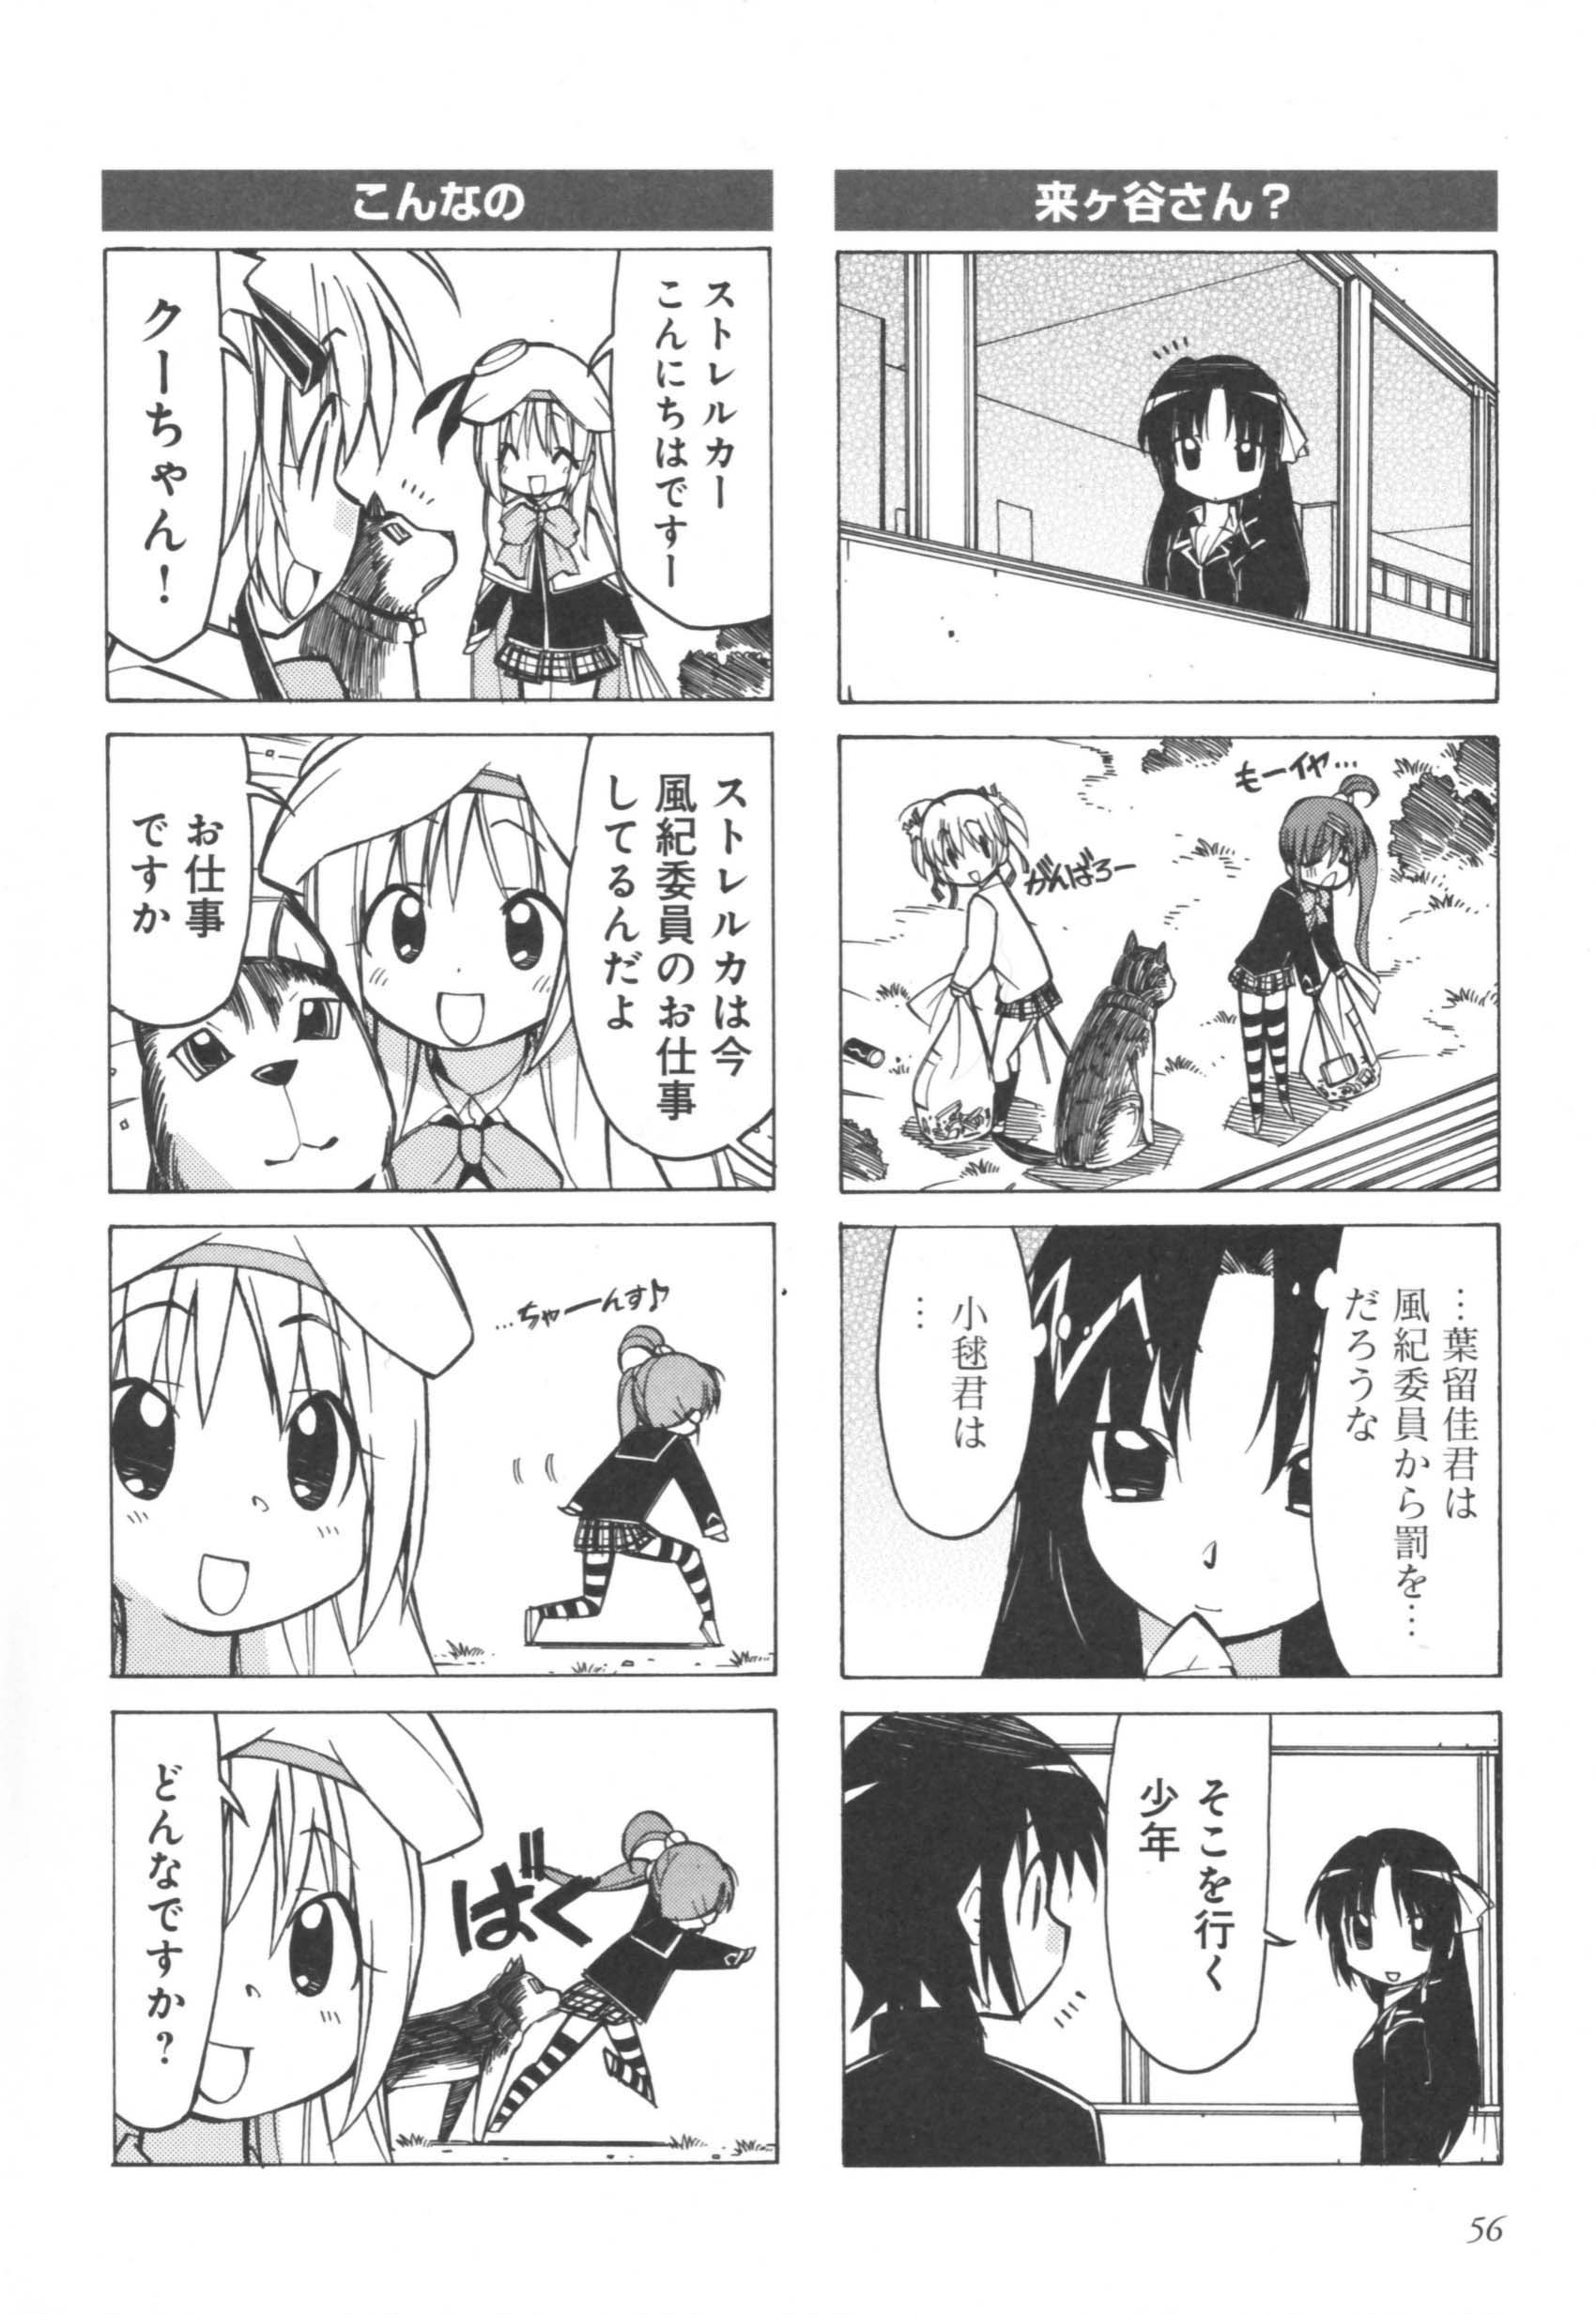 来ヶ谷さん？
もーイヤ…
がんばろー
…葉留佳君は
風紀委員から罰を…
だろうな
小毬君は
…
そこを行く
少年
こんなの
ストレルカー
こんにちはですー
クーちゃん！
ストレルカは今
風紀委員のお仕事
してるんだよ
お仕事
ですか
…ちゃーんす♪
ばくっ
どんなですか？
56